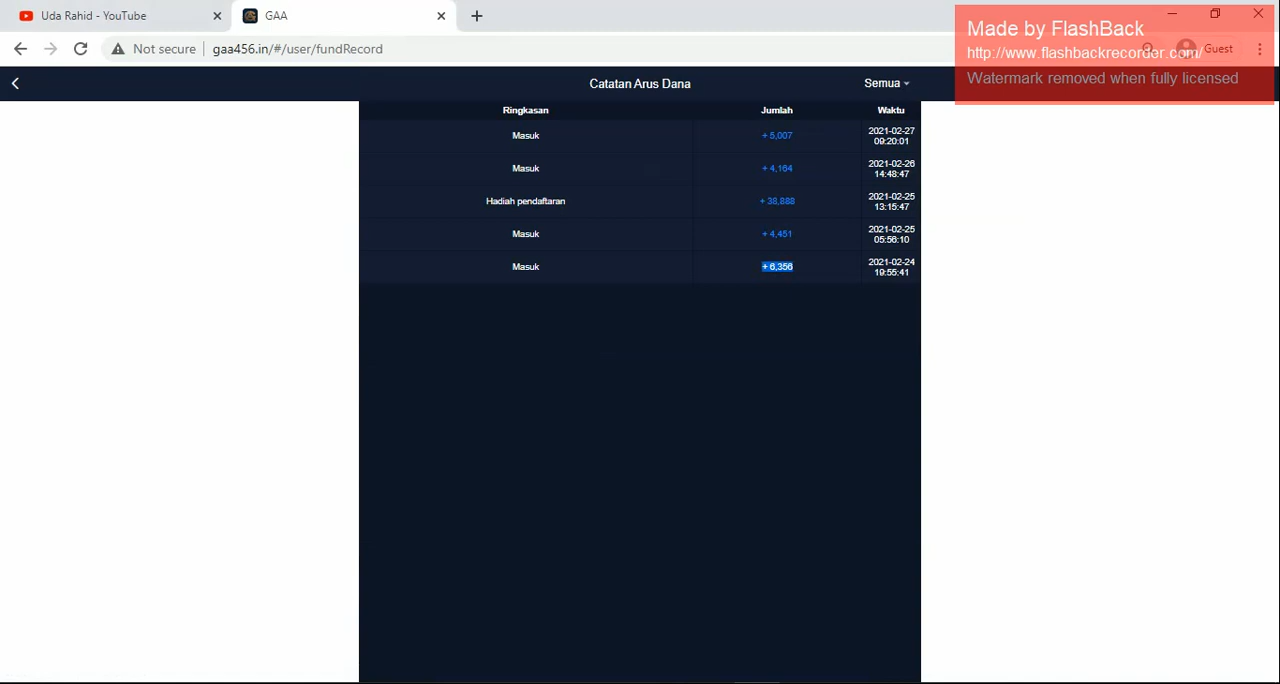 Uda Rahid - YouTube
GAA
Made by FlashBack
http://www.flashbackrecorder.com/
Watermark removed when fully licensed
Not secure
gaa456.in/#/user/fundRecord
Guest
Catatan Arus Dana
Semua
Ringkasan Jumlah Waktu
Masuk + 5,007 2021-02-27
09:20:01
Masuk + 4,164 2021-02-26
14:48:47
Hadiah pendaftaran + 38,888 2021-02-25
13:15:47
Masuk + 4,451 2021-02-25
05:56:10
Masuk + 6,356 2021-02-24
19:55:41